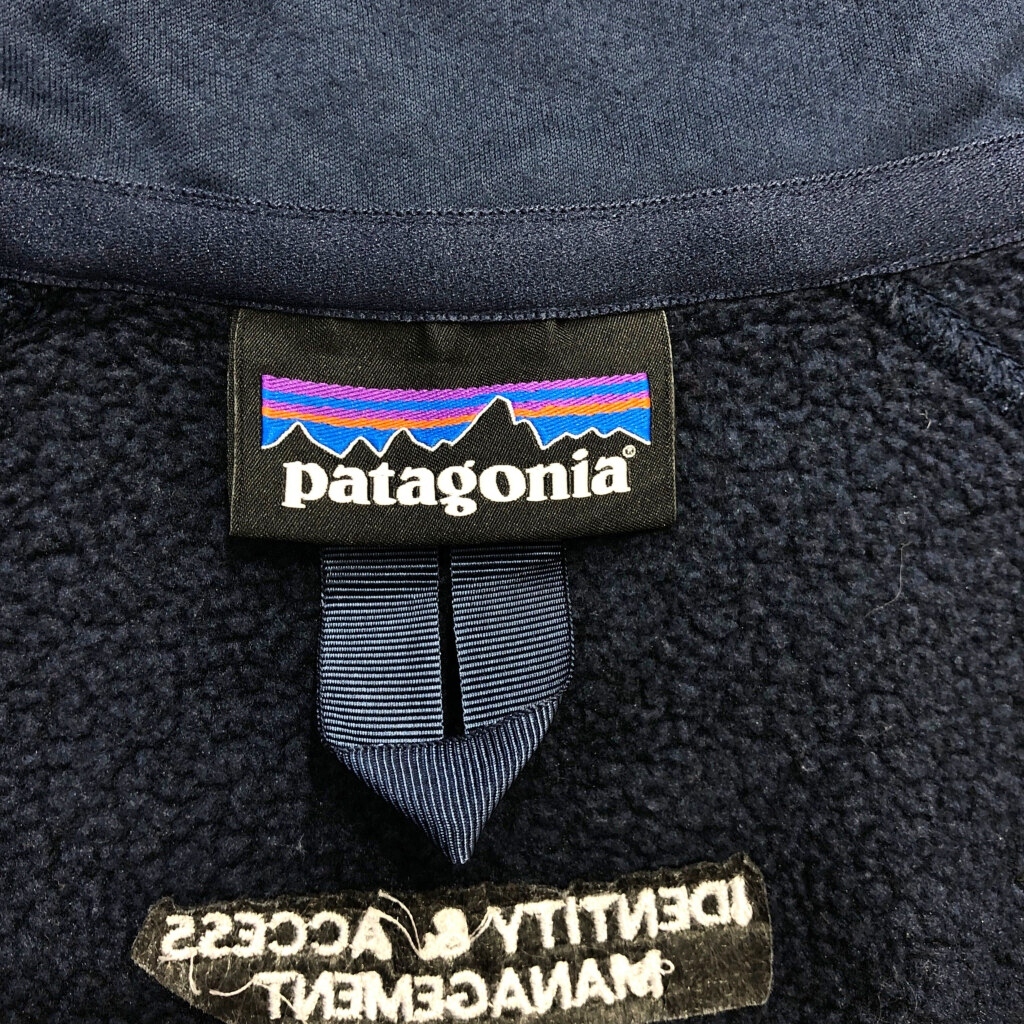 patagonia®
IDENTITY & ACCESS
MANAGEMENT